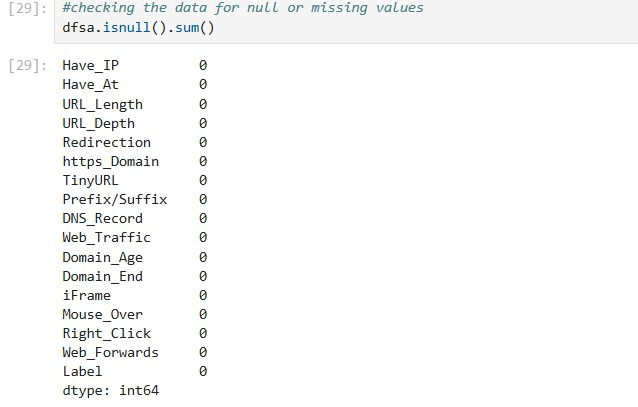 [29]: #checking the data for null or missing values
dfsa.isnull().sum()
[29]: Have_IP 0
Have_At 0
URL_Length 0
URL_Depth 0
Redirection 0
https_Domain 0
TinyURL 0
Prefix/Suffix 0
DNS_Record 0
Web_Traffic 0
Domain_Age 0
Domain_End 0
iFrame 0
Mouse_Over 0
Right_Click 0
Web_Forwards 0
Label 0
dtype: int64